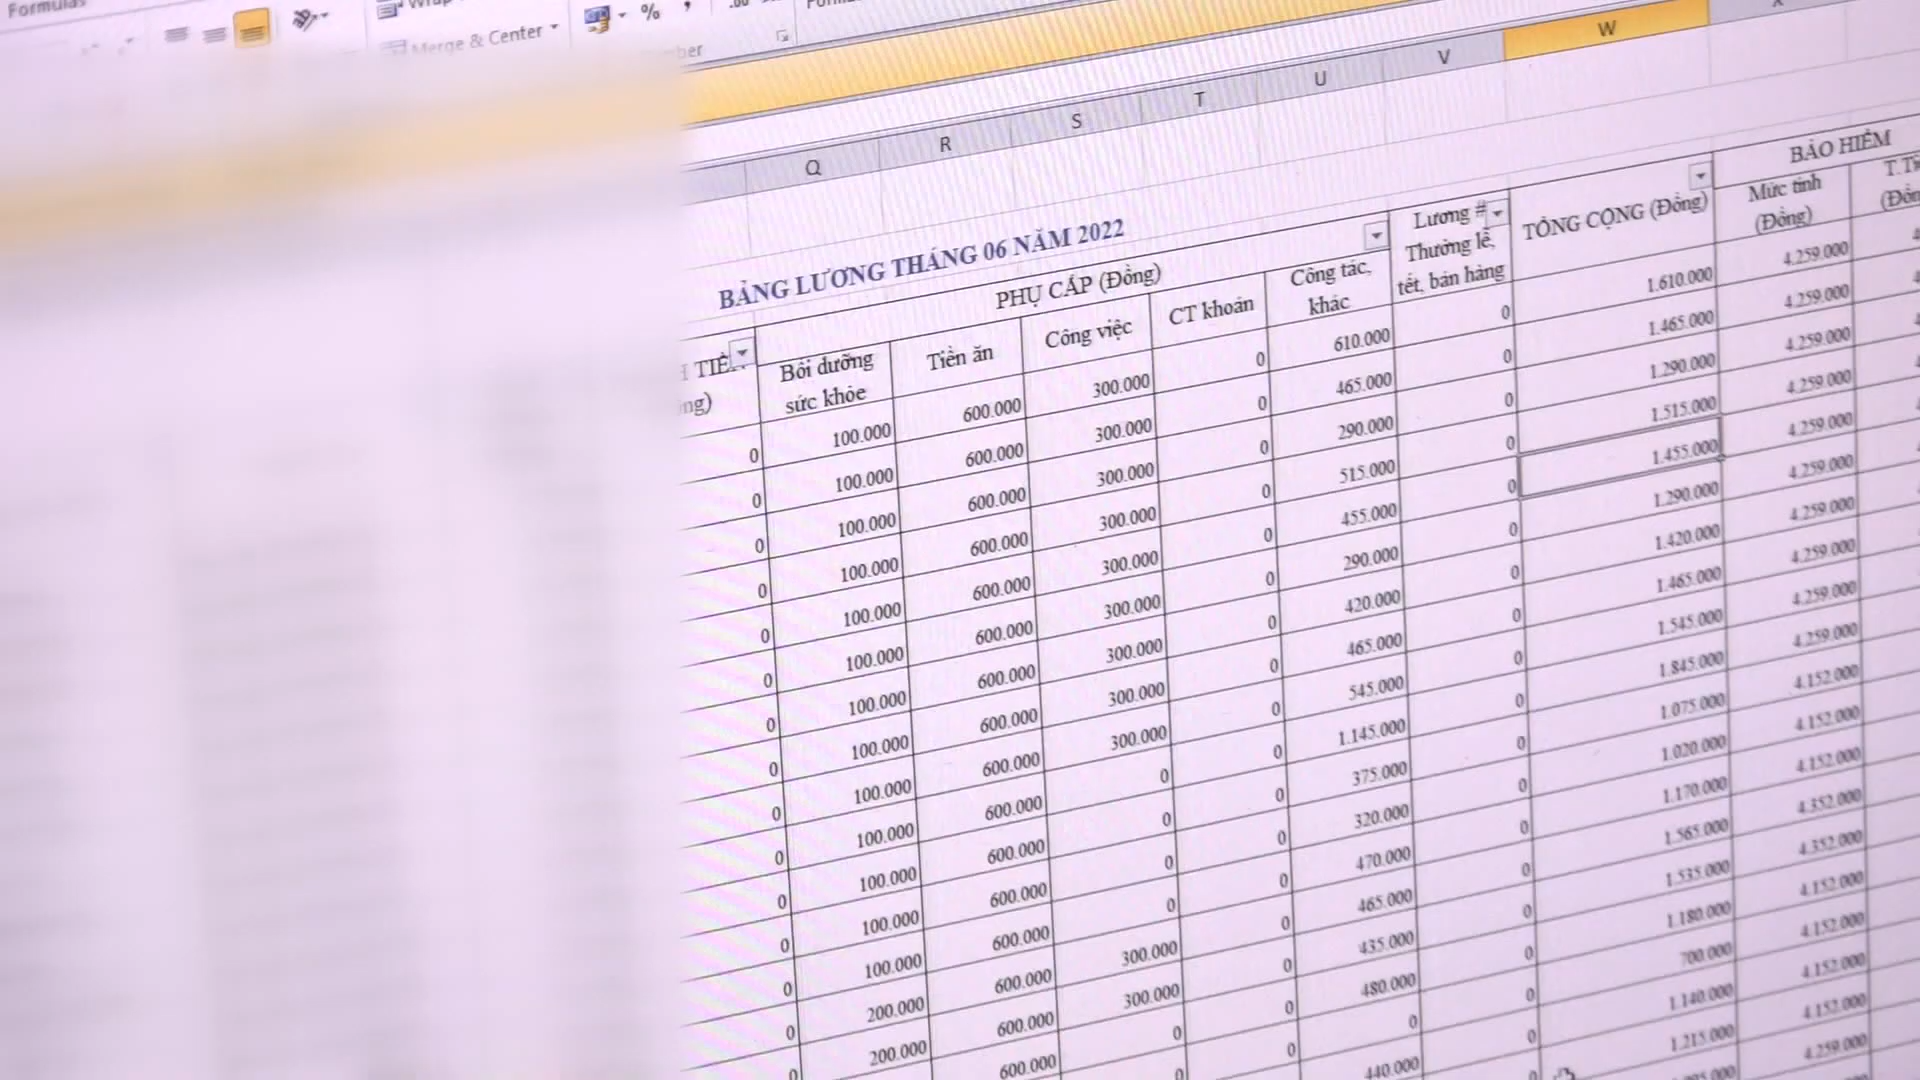 Formulas
Merge & Center
%
Q R S T U V W
BẢNG LƯƠNG THÁNG 06 NĂM 2022
PHỤ CẤP (Đồng)
Bồi dưỡng sức khỏe
Tiền ăn
Công việc
CT khoán
Công tác, khác
Lương #
Thưởng lễ,
tết, bán hàng
TỔNG CỘNG (Đồng)
BẢO HIỂM
Mức tính
(Đồng)
0 100.000 600.000 300.000 0 610.000 0 1.610.000 4.259.000
0 100.000 600.000 300.000 0 465.000 0 1.465.000 4.259.000
0 100.000 600.000 300.000 0 290.000 0 1.290.000 4.259.000
0 100.000 600.000 300.000 0 515.000 0 1.515.000 4.259.000
0 100.000 600.000 300.000 0 455.000 0 1.455.000 4.259.000
0 100.000 600.000 300.000 0 290.000 0 1.290.000 4.259.000
0 100.000 600.000 300.000 0 420.000 0 1.420.000 4.259.000
0 100.000 600.000 300.000 0 465.000 0 1.465.000 4.259.000
0 100.000 600.000 300.000 0 545.000 0 1.545.000 4.259.000
0 100.000 600.000 0 0 1.145.000 0 1.845.000 4.259.000
0 100.000 600.000 0 0 375.000 0 1.075.000 4.152.000
0 100.000 600.000 0 0 320.000 0 1.020.000 4.152.000
0 100.000 600.000 0 0 470.000 0 1.170.000 4.152.000
0 200.000 600.000 300.000 0 465.000 0 1.565.000 4.352.000
0 200.000 600.000 300.000 0 435.000 0 1.535.000 4.352.000
600.000 0 0 480.000 0 1.180.000 4.152.000
0 0 0 700.000 4.152.000
440.000 0 1.140.000 4.152.000
1.215.000 4.152.000
4.259.000